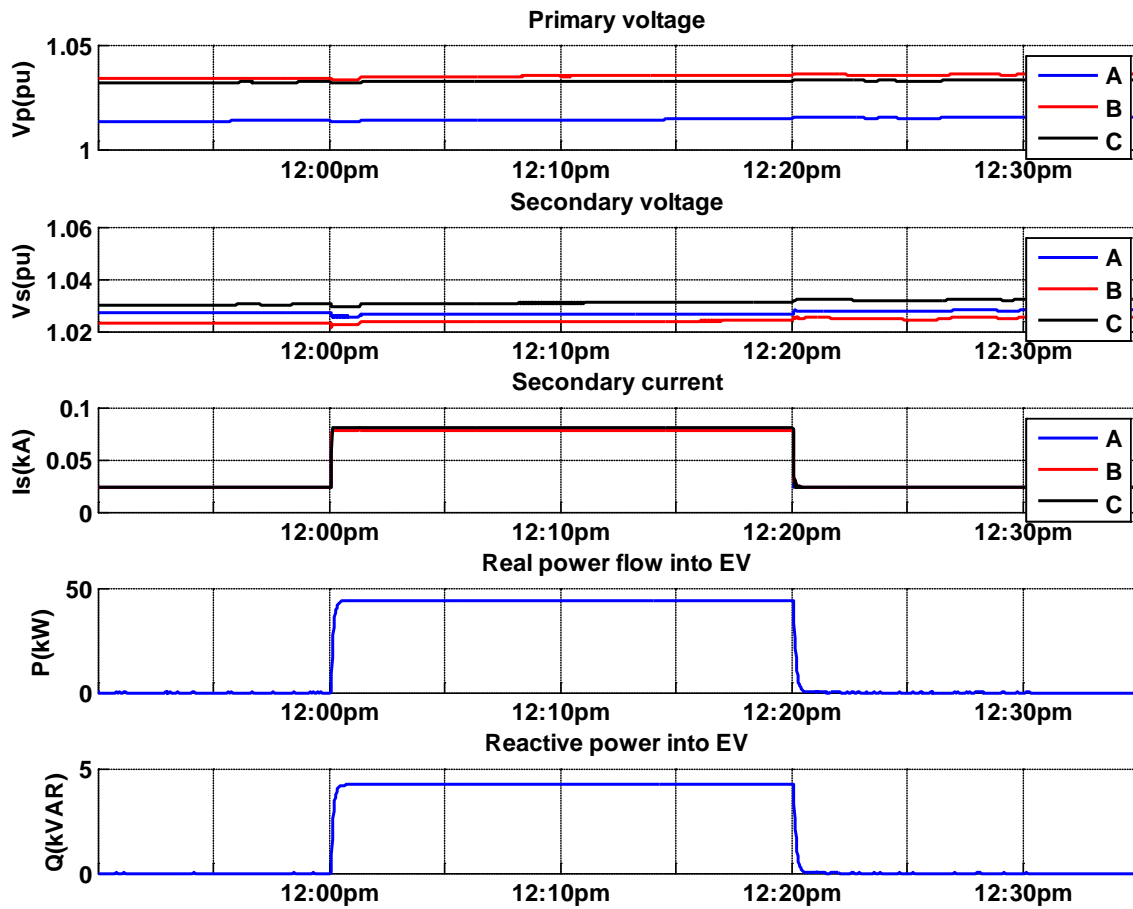 Primary voltage
Vp(pu)
1.05
1
A
B
C
12:00pm 12:10pm 12:20pm 12:30pm
Secondary voltage
Vs(pu)
1.06
1.04
1.02
A
B
C
12:00pm 12:10pm 12:20pm 12:30pm
Secondary current
Is(kA)
0.1
0.05
0
A
B
C
12:00pm 12:10pm 12:20pm 12:30pm
Real power flow into EV
P(kW)
50
0
12:00pm 12:10pm 12:20pm 12:30pm
Reactive power into EV
Q(kVAR)
5
0
12:00pm 12:10pm 12:20pm 12:30pm